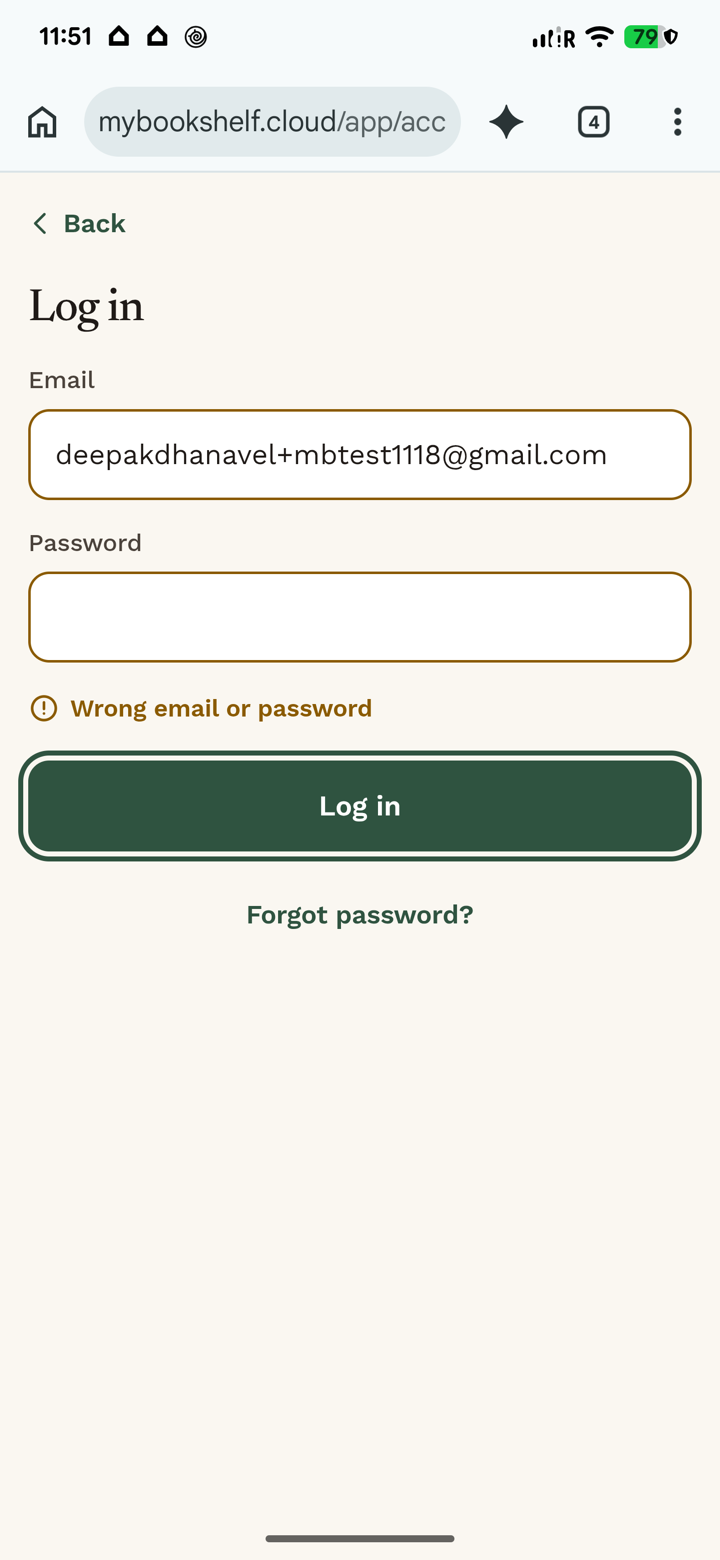 11:51
R
79
mybookshelf.cloud/app/acc
4
Back
Log in
Email
deepakdhanavel+mbtest1118@gmail.com
Password
Wrong email or password
Log in
Forgot password?